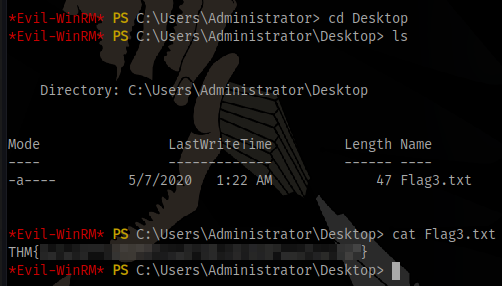 *Evil-WinRM* PS C:\Users\Administrator> cd Desktop
*Evil-WinRM* PS C:\Users\Administrator\Desktop> ls
Directory: C:\Users\Administrator\Desktop
Mode LastWriteTime Length Name
---- ------------- ------ ----
-a---- 5/7/2020 1:22 AM 47 Flag3.txt
*Evil-WinRM* PS C:\Users\Administrator\Desktop> cat Flag3.txt
THM{ }
*Evil-WinRM* PS C:\Users\Administrator\Desktop>